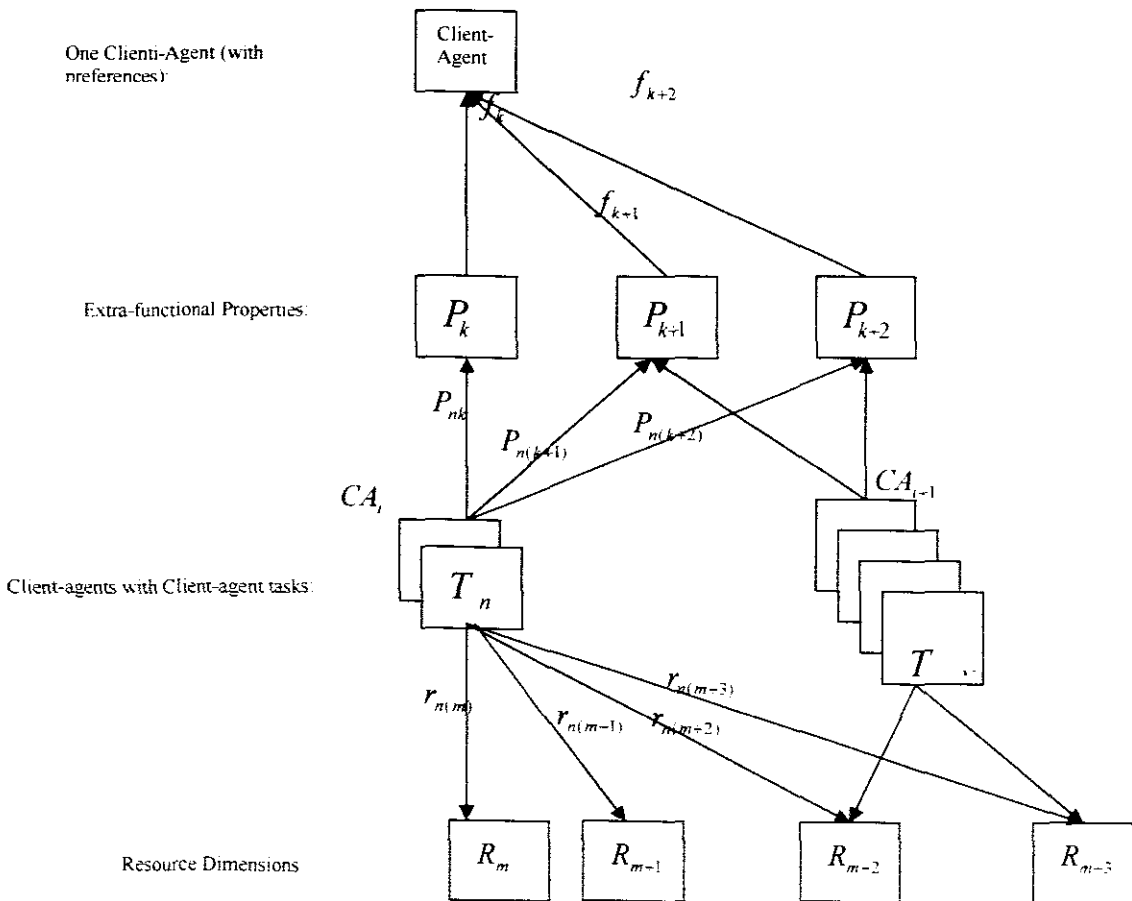 One Clienti-Agent (with
preferences):
Client-
Agent
f_{k+2}
f_k
f_{k+1}
Extra-functional Properties:
P_k
P_{k+1}
P_{k+2}
P_{nk}
P_{n(k+1)}
P_{n(k+2)}
CA_i
CA_{i+1}
Client-agents with Client-agent tasks:
T_n
T
r_{n(m)}
r_{n(m+1)}
r_{n(m+2)}
r_{n(m+3)}
Resource Dimensions
R_m
R_{m+1}
R_{m+2}
R_{m+3}